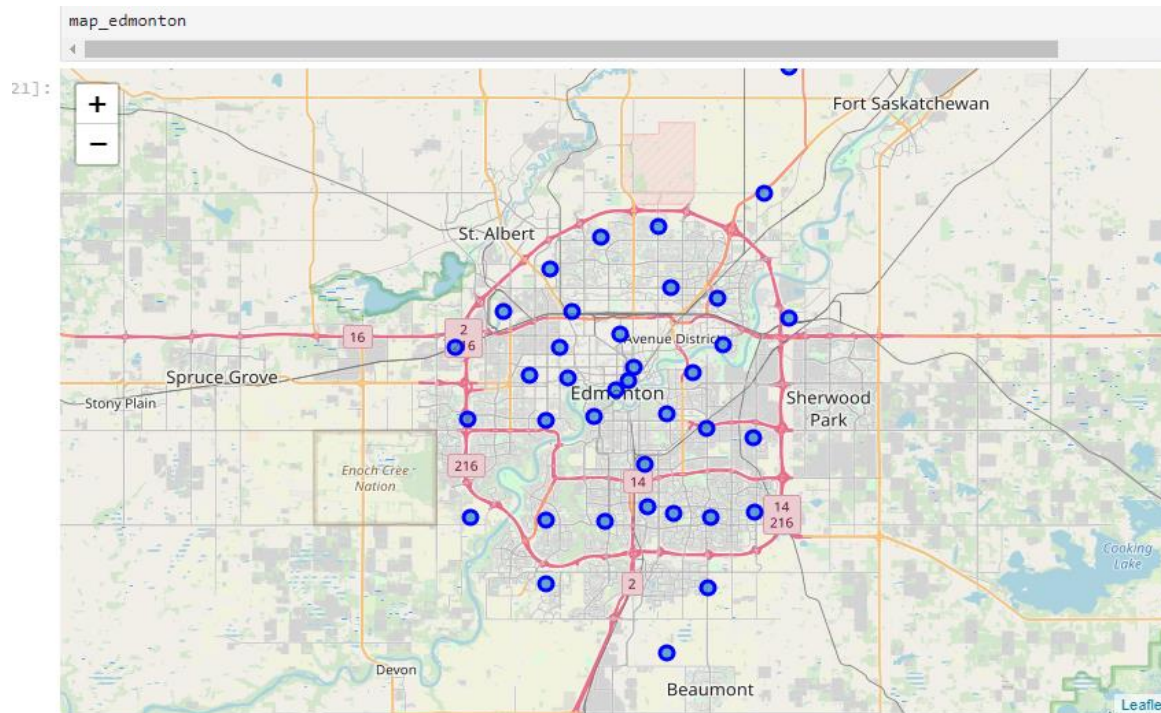 map_edmonton
21]:
+
−
Fort Saskatchewan
St. Albert
16
2
16
Avenue District
Spruce Grove
Stony Plain
Edmonton
Sherwood
Park
Enoch Cree
Nation
216
14
14
216
Cooking
Lake
2
Devon
Beaumont
Leafle